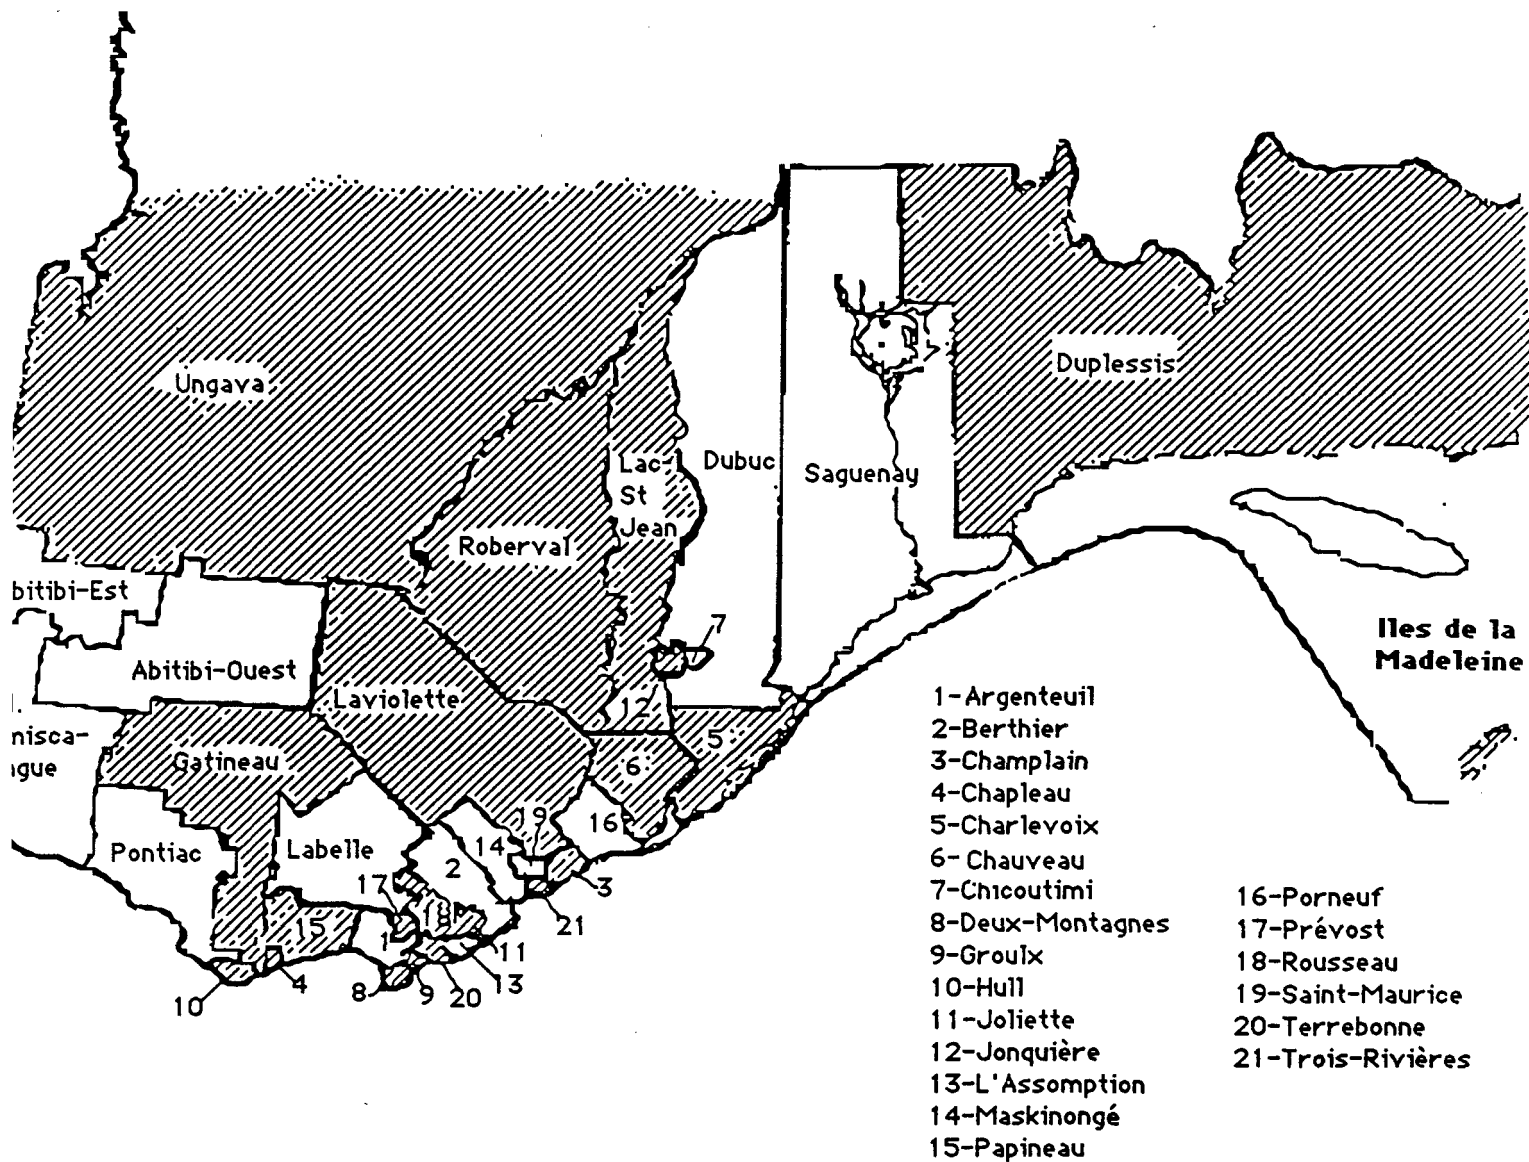 Ungava
Duplessis
Lac-
St
Jean
Dubuc
Saguenay
Roberval
bitibi-Est
Abitibi-Ouest
7
Iles de la
Madeleine
Laviolette
12
5
nisca-
gue
Gatineau
6
19
16
14
Pontiac
Labelle
2
17
3
18
21
15
1
11
13
4
10
8
9
20
1-Argenteuil
2-Berthier
3-Champlain
4-Chapleau
5-Charlevoix
6-Chauveau
7-Chicoutimi
8-Deux-Montagnes
9-Groulx
10-Hull
11-Joliette
12-Jonquière
13-L'Assomption
14-Maskinongé
15-Papineau
16-Porneuf
17-Prévost
18-Rousseau
19-Saint-Maurice
20-Terrebonne
21-Trois-Rivières